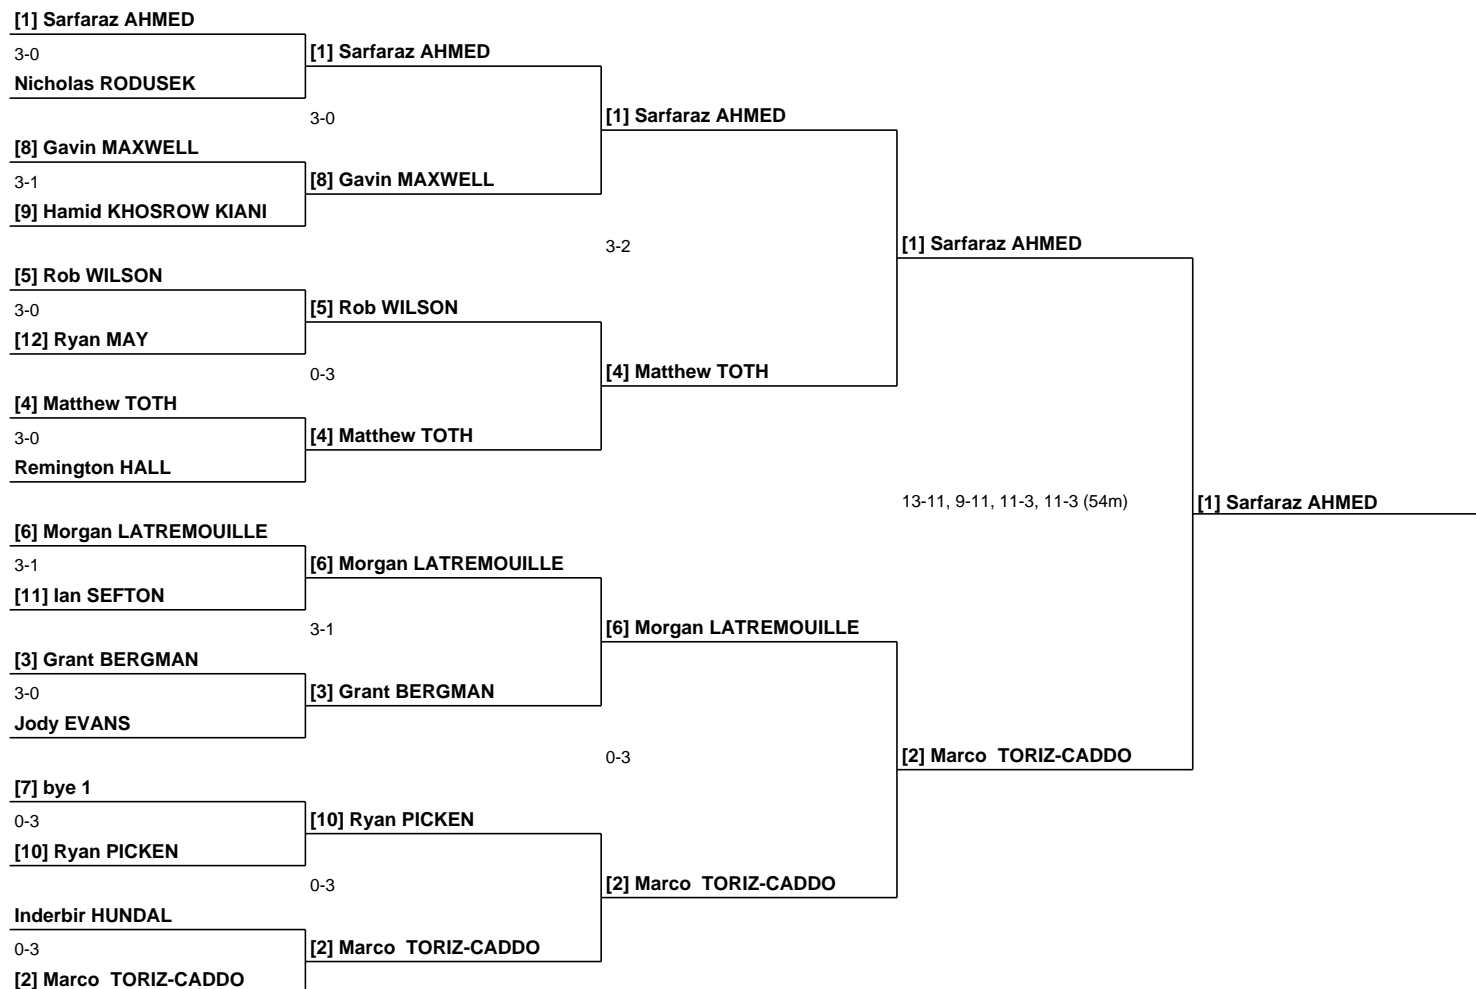 [1] Sarfaraz AHMED
3-0
Nicholas RODUSEK
[8] Gavin MAXWELL
3-1
[9] Hamid KHOSROW KIANI
[5] Rob WILSON
3-0
[12] Ryan MAY
[4] Matthew TOTH
3-0
Remington HALL
[6] Morgan LATREMOUILLE
3-1
[11] Ian SEFTON
[3] Grant BERGMAN
3-0
Jody EVANS
[7] bye 1
0-3
[10] Ryan PICKEN
Inderbir HUNDAL
0-3
[2] Marco TORIZ-CADDO
[1] Sarfaraz AHMED
3-0
[8] Gavin MAXWELL
[5] Rob WILSON
0-3
[4] Matthew TOTH
[6] Morgan LATREMOUILLE
3-1
[3] Grant BERGMAN
[10] Ryan PICKEN
0-3
[2] Marco TORIZ-CADDO
[1] Sarfaraz AHMED
3-2
[4] Matthew TOTH
[6] Morgan LATREMOUILLE
0-3
[2] Marco TORIZ-CADDO
[1] Sarfaraz AHMED
13-11, 9-11, 11-3, 11-3 (54m)
[2] Marco TORIZ-CADDO
[1] Sarfaraz AHMED